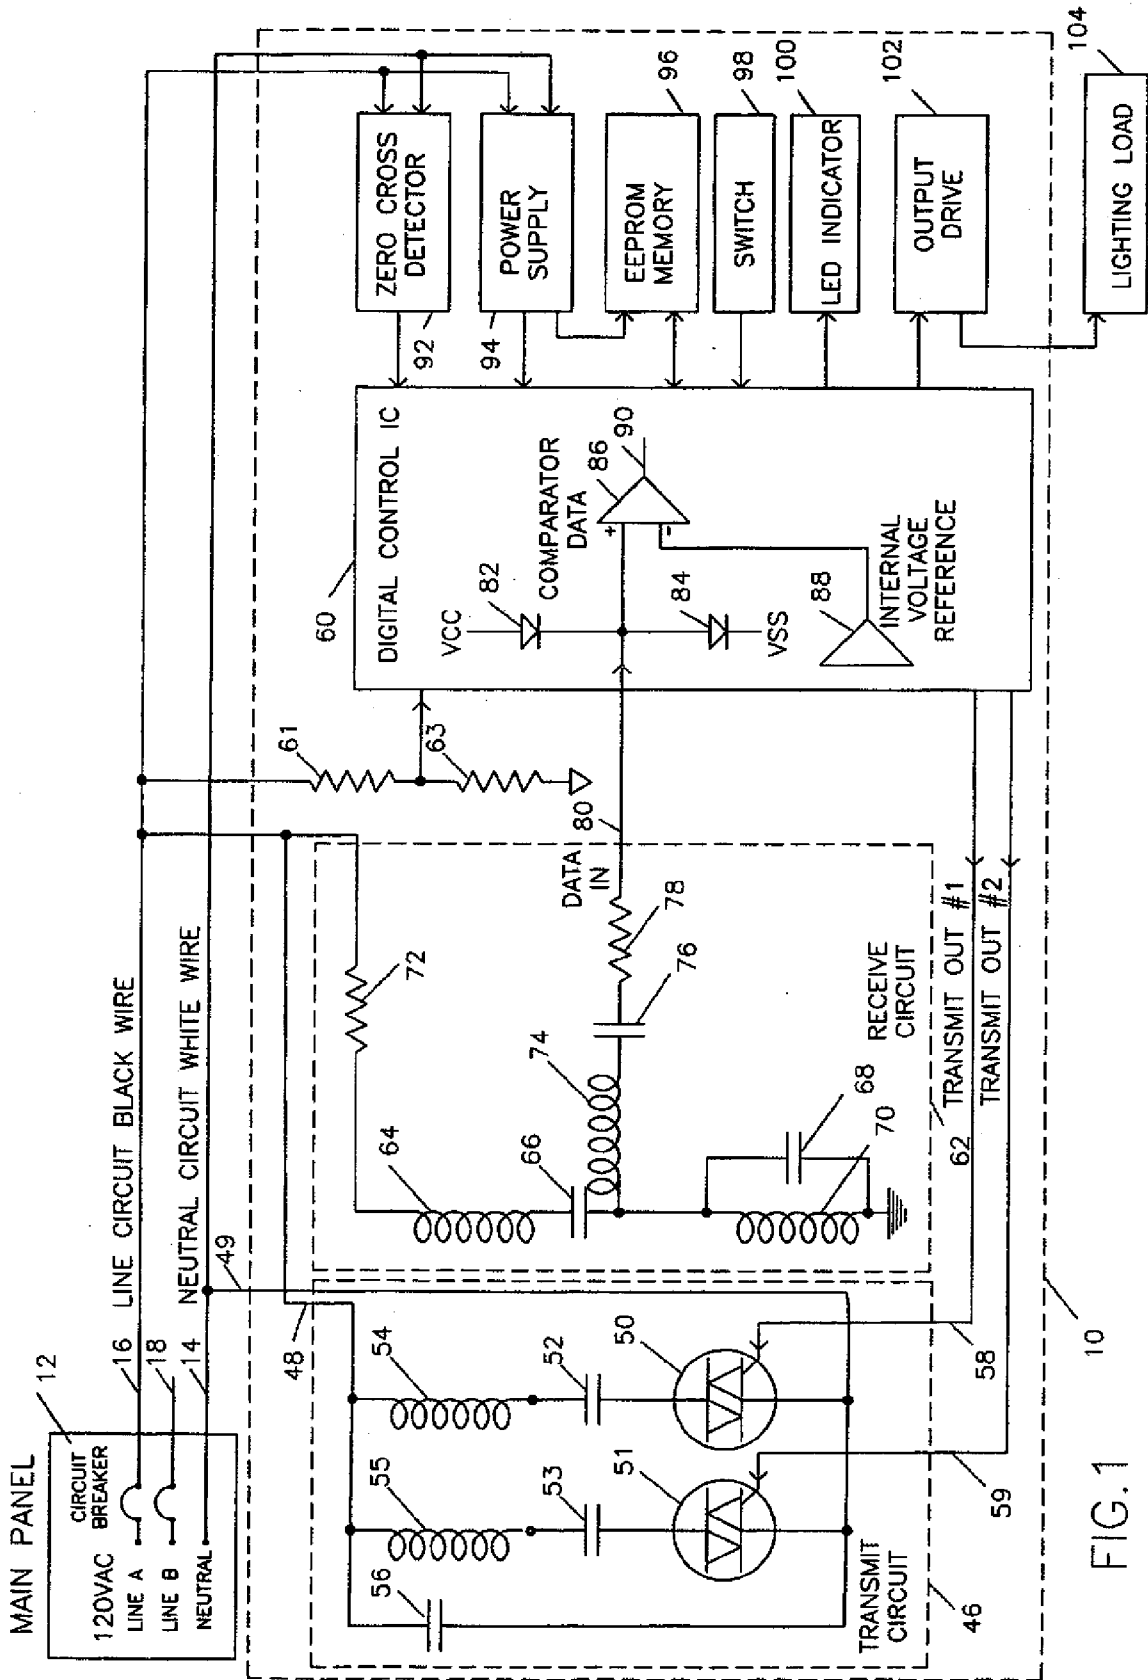 MAIN PANEL
12
CIRCUIT
BREAKER
120VAC
LINE A
LINE B
NEUTRAL
16
18
14
LINE CIRCUIT BLACK WIRE
NEUTRAL CIRCUIT WHITE WIRE
49
48
54
55
56
52
53
50
51
TRANSMIT
CIRCUIT
46
58
59
64
66
72
74
76
78
68
70
RECEIVE
CIRCUIT
62
DATA
IN
80
61
63
TRANSMIT OUT #1
TRANSMIT OUT #2
60
DIGITAL CONTROL IC
VCC
82
COMPARATOR
DATA
86
90
+
-
84
VSS
88
INTERNAL
VOLTAGE
REFERENCE
ZERO CROSS
DETECTOR
92
POWER
SUPPLY
94
EEPROM
MEMORY
96
SWITCH
98
LED INDICATOR
100
OUTPUT
DRIVE
102
LIGHTING LOAD
104
10
FIG. 1